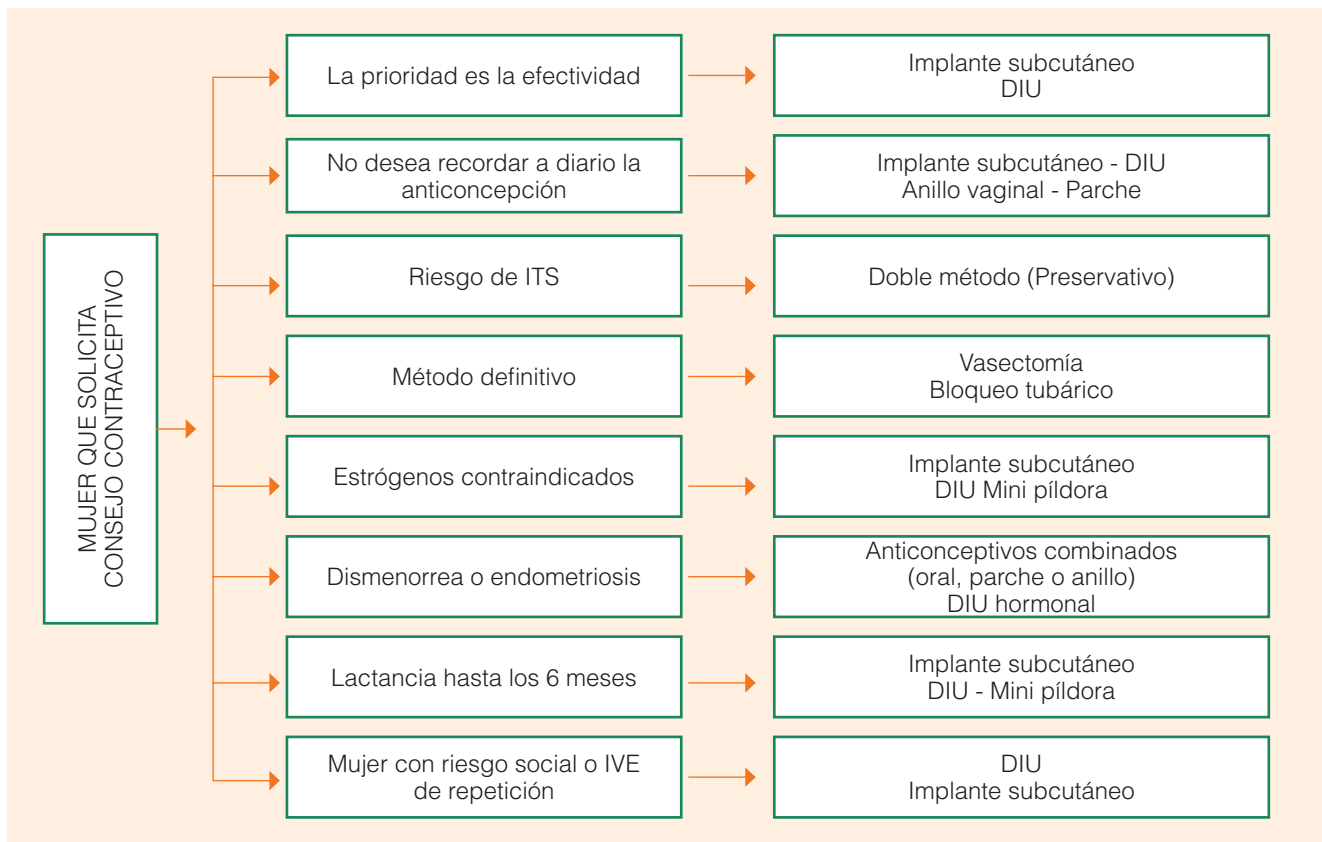 MUJER QUE SOLICITA
CONSEJO CONTRACEPTIVO
La prioridad es la efectividad
Implante subcutáneo
DIU
No desea recordar a diario la
anticoncepción
Implante subcutáneo - DIU
Anillo vaginal - Parche
Riesgo de ITS
Doble método (Preservativo)
Método definitivo
Vasectomía
Bloqueo tubárico
Estrógenos contraindicados
Implante subcutáneo
DIU Mini píldora
Dismenorrea o endometriosis
Anticonceptivos combinados
(oral, parche o anillo)
DIU hormonal
Lactancia hasta los 6 meses
Implante subcutáneo
DIU - Mini píldora
Mujer con riesgo social o IVE
de repetición
DIU
Implante subcutáneo